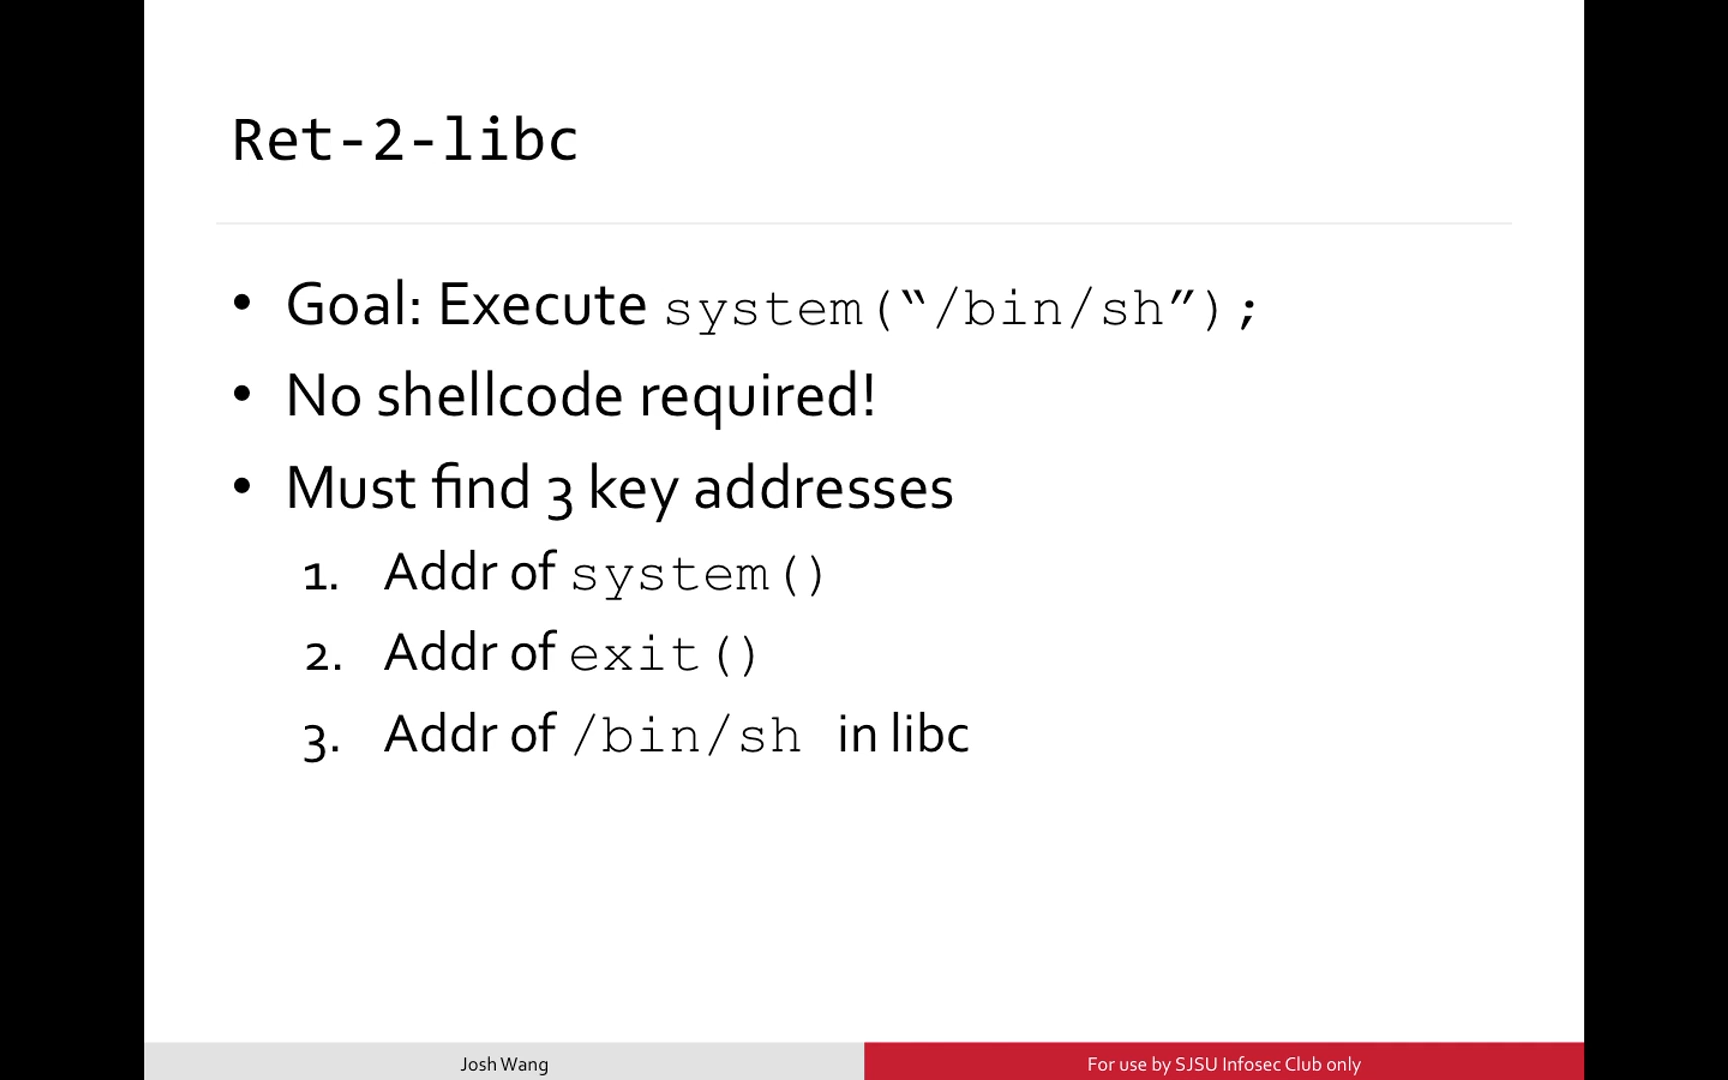 Ret-2-libc
• Goal: Execute system(“/bin/sh”);
• No shellcode required!
• Must find 3 key addresses
1. Addr of system()
2. Addr of exit()
3. Addr of /bin/sh in libc
Josh Wang
For use by SJSU Infosec Club only